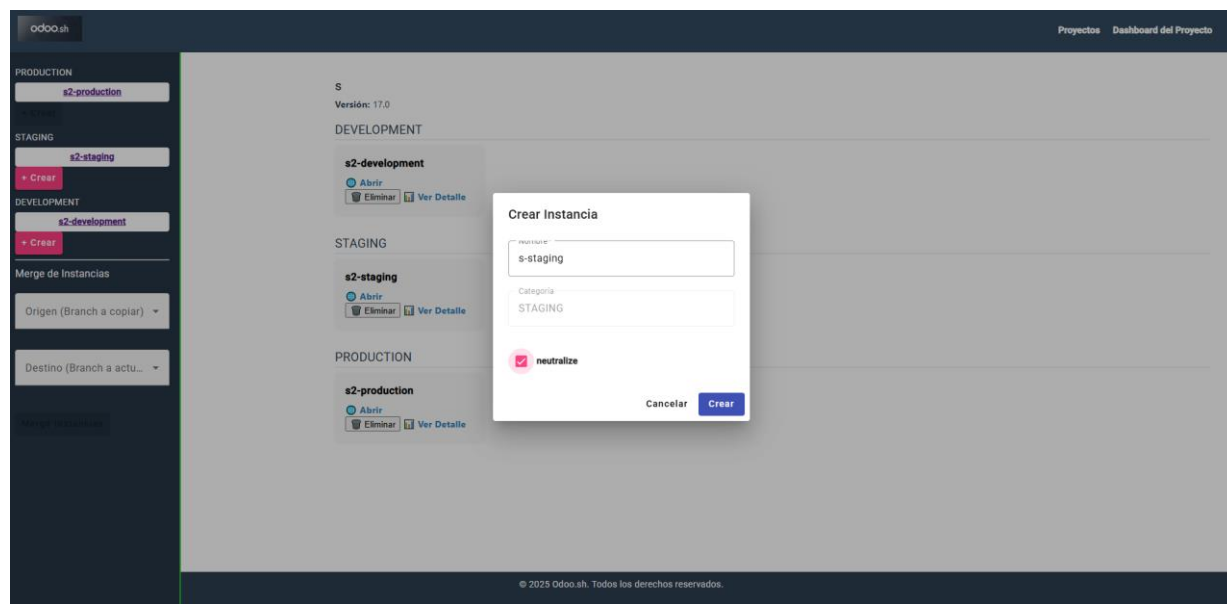 odoo.sh
Proyectos Dashboard del Proyecto
PRODUCTION
s2-production
STAGING
s2-staging
+ Crear
DEVELOPMENT
s2-development
+ Crear
Merge de Instancias
Origen (Branch a copiar)
Destino (Branch a actu...
Merge Instancias
S
Versión: 17.0
DEVELOPMENT
s2-development
Abrir
Eliminar Ver Detalle
STAGING
s2-staging
Abrir
Eliminar Ver Detalle
PRODUCTION
s2-production
Abrir
Eliminar Ver Detalle
Crear Instancia
Nombre
s-staging
Categoría
STAGING
neutralize
Cancelar Crear
© 2025 Odoo.sh. Todos los derechos reservados.